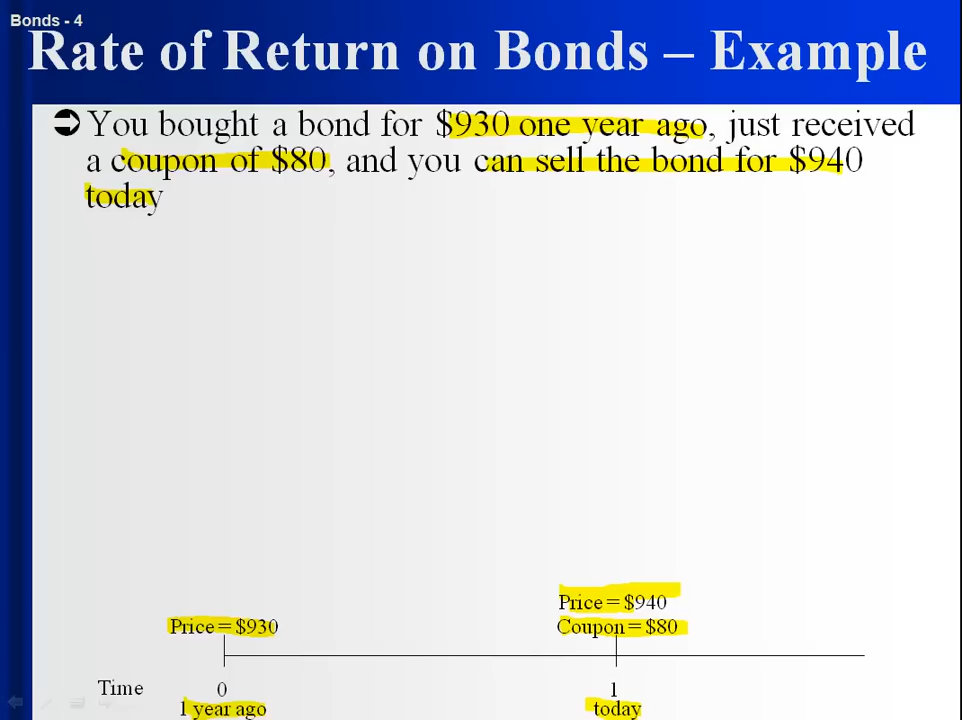 Bonds - 4
Rate of Return on Bonds – Example
You bought a bond for $930 one year ago, just received
a coupon of $80, and you can sell the bond for $940
today
Price = $940
Price = $930
Coupon = $80
Time
0
1
1 year ago
today